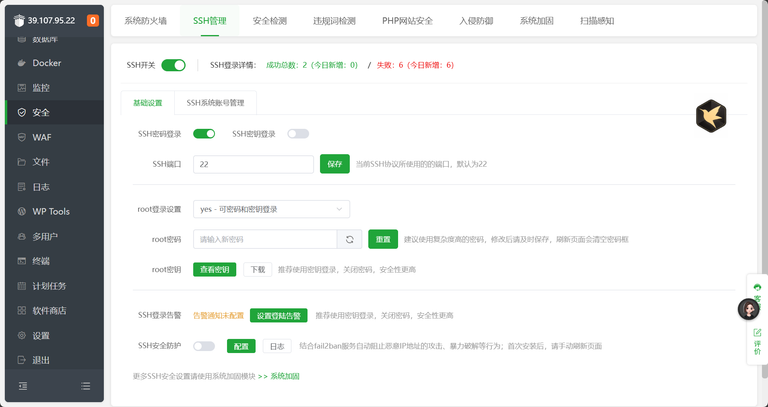 39.107.95.22
0
数据库
Docker
监控
安全
WAF
文件
日志
WP Tools
多用户
终端
计划任务
软件商店
设置
退出
系统防火墙 SSH管理 安全检测 违规词检测 PHP网站安全 入侵防御 系统加固 扫描感知
SSH开关 SSH登录详情： 成功总数：2（今日新增：0） / 失败：6（今日新增：6）
基础设置 SSH系统账号管理
SSH密码登录 SSH密钥登录
SSH端口 22 保存 当前SSH协议所使用的的端口，默认为22
root登录设置 yes - 可密码和密钥登录
root密码 请输入新密码 重置 建议使用复杂度高的密码，修改后请及时保存，刷新页面会清空密码框
root密钥 查看密钥 下载 推荐使用密钥登录，关闭密码，安全性更高
SSH登录告警 告警通知未配置 设置登陆告警 推荐使用密钥登录，关闭密码，安全性更高
SSH安全防护 配置 日志 结合fail2ban服务自动阻止恶意IP地址的攻击、暴力破解等行为；首次安装后，请手动刷新页面
更多SSH安全设置请使用系统加固模块 >> 系统加固
客
评价